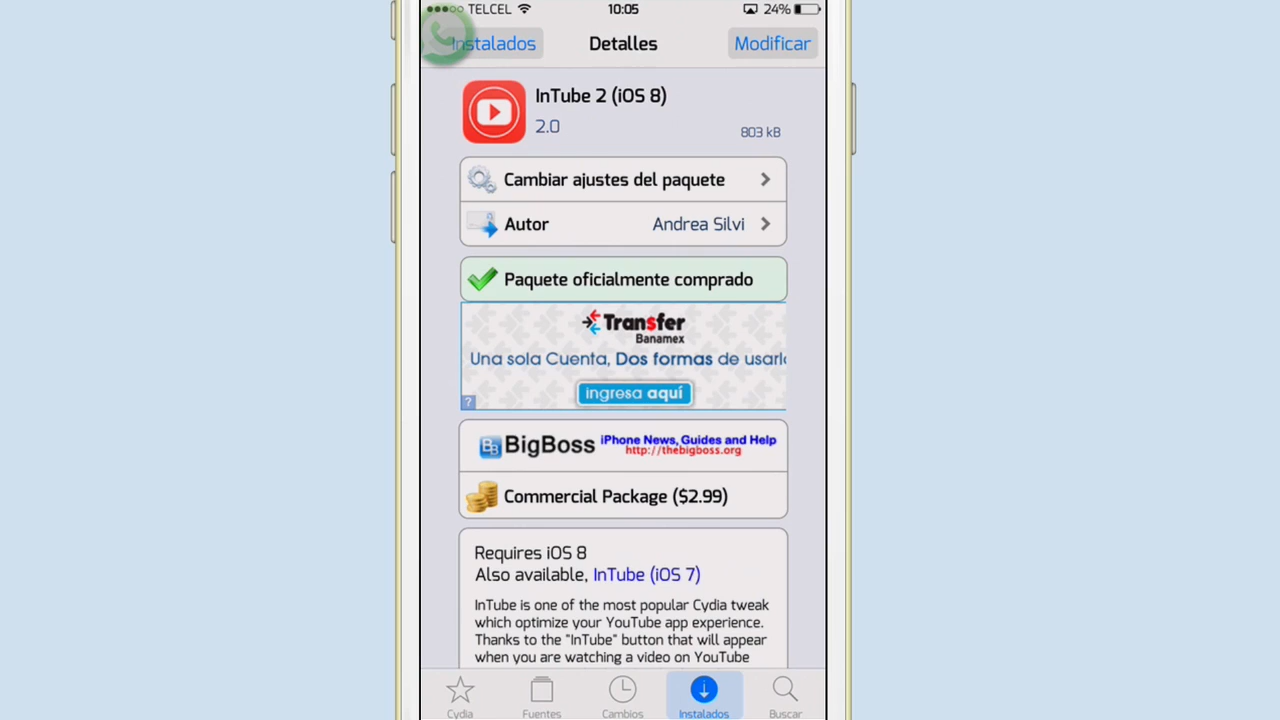 TELCEL 10:05 24%
Instalados Detalles Modificar
InTube 2 (iOS 8)
2.0 803 kB
Cambiar ajustes del paquete
Autor Andrea Silvi
Paquete oficialmente comprado
Transfer
Banamex
Una sola Cuenta, Dos formas de usarl
ingresa aquí
?
BB BigBoss iPhone News, Guides and Help
http://thebigboss.org
Commercial Package ($2.99)
Requires iOS 8
Also available, InTube (iOS 7)
InTube is one of the most popular Cydia tweak
which optimize your YouTube app experience.
Thanks to the "InTube" button that will appear
when you are watching a video on YouTube
Cydia Fuentes Cambios Instalados Buscar